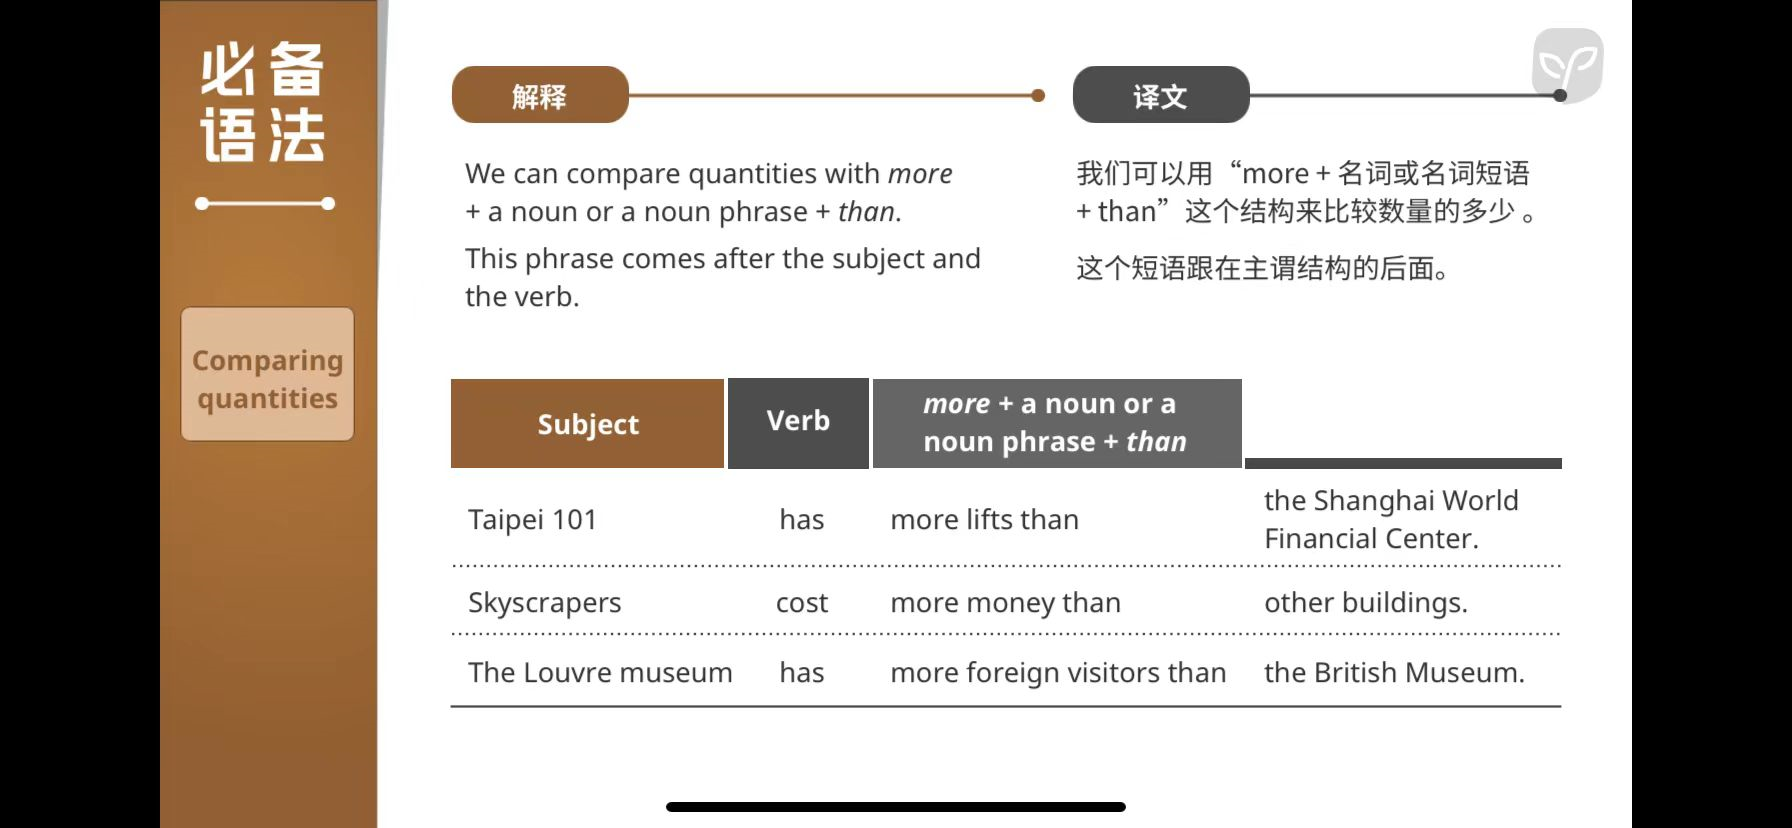 必备
语法
Comparing
quantities
解释
We can compare quantities with more
+ a noun or a noun phrase + than.
This phrase comes after the subject and
the verb.
译文
我们可以用“more + 名词或名词短语
+ than”这个结构来比较数量的多少。
这个短语跟在主谓结构的后面。
Subject
Verb
more + a noun or a
noun phrase + than
Taipei 101
has
more lifts than
the Shanghai World
Financial Center.
Skyscrapers
cost
more money than
other buildings.
The Louvre museum
has
more foreign visitors than
the British Museum.